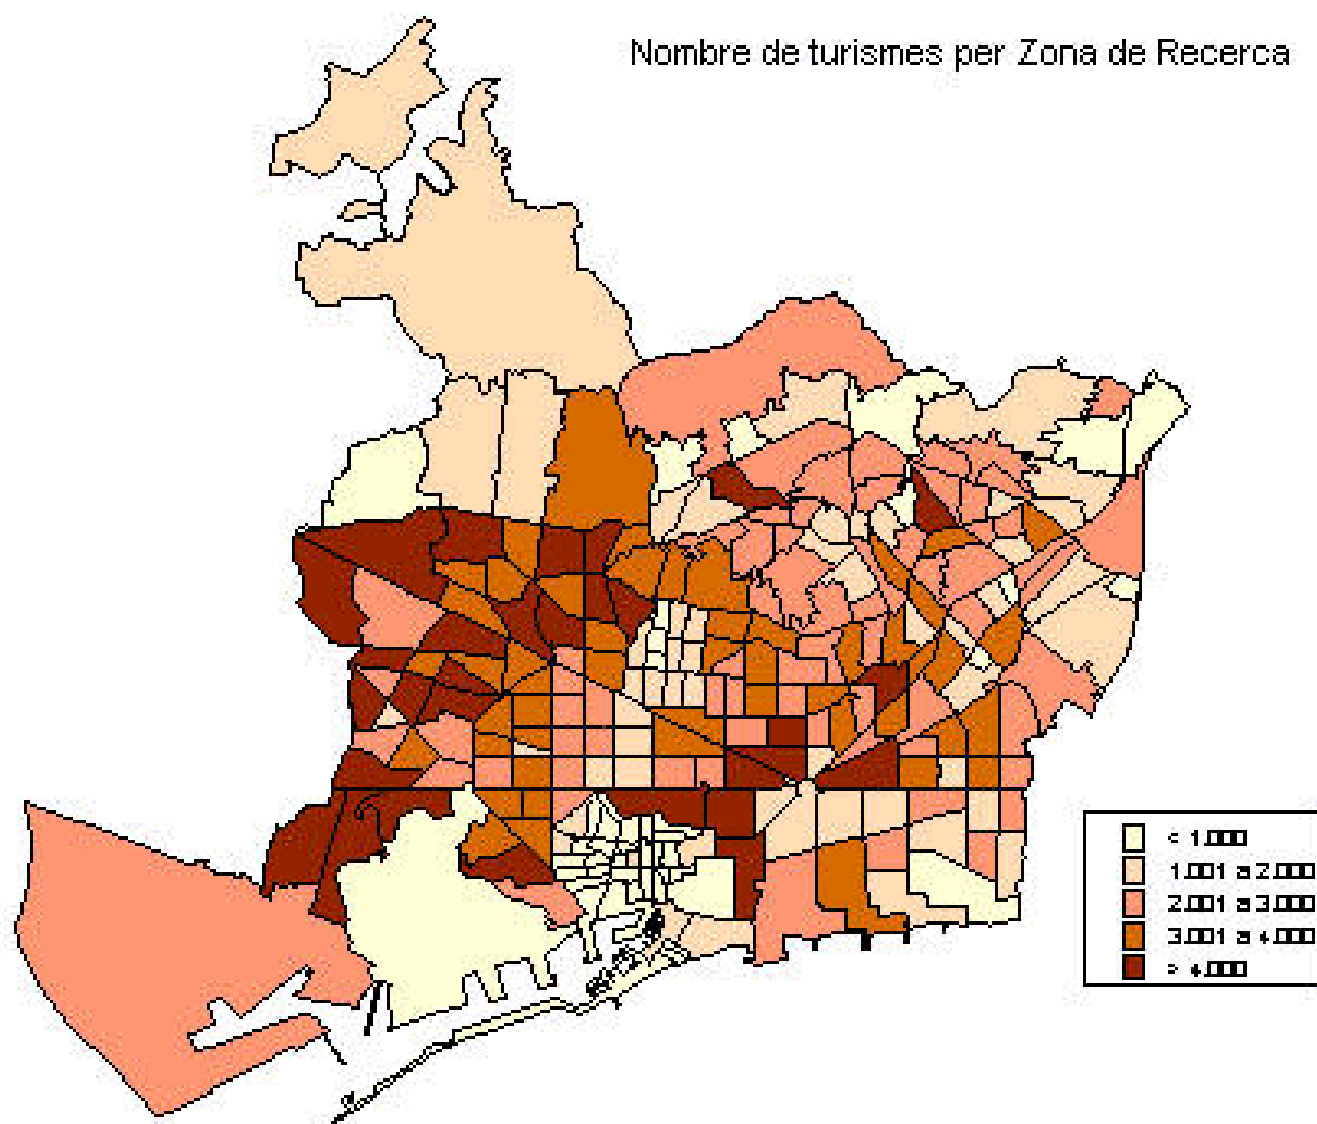 Nombre de turismes per Zona de Recerca
< 1.000
1.001 a 2.000
2.001 a 3.000
3.001 a 4.000
> 4.000